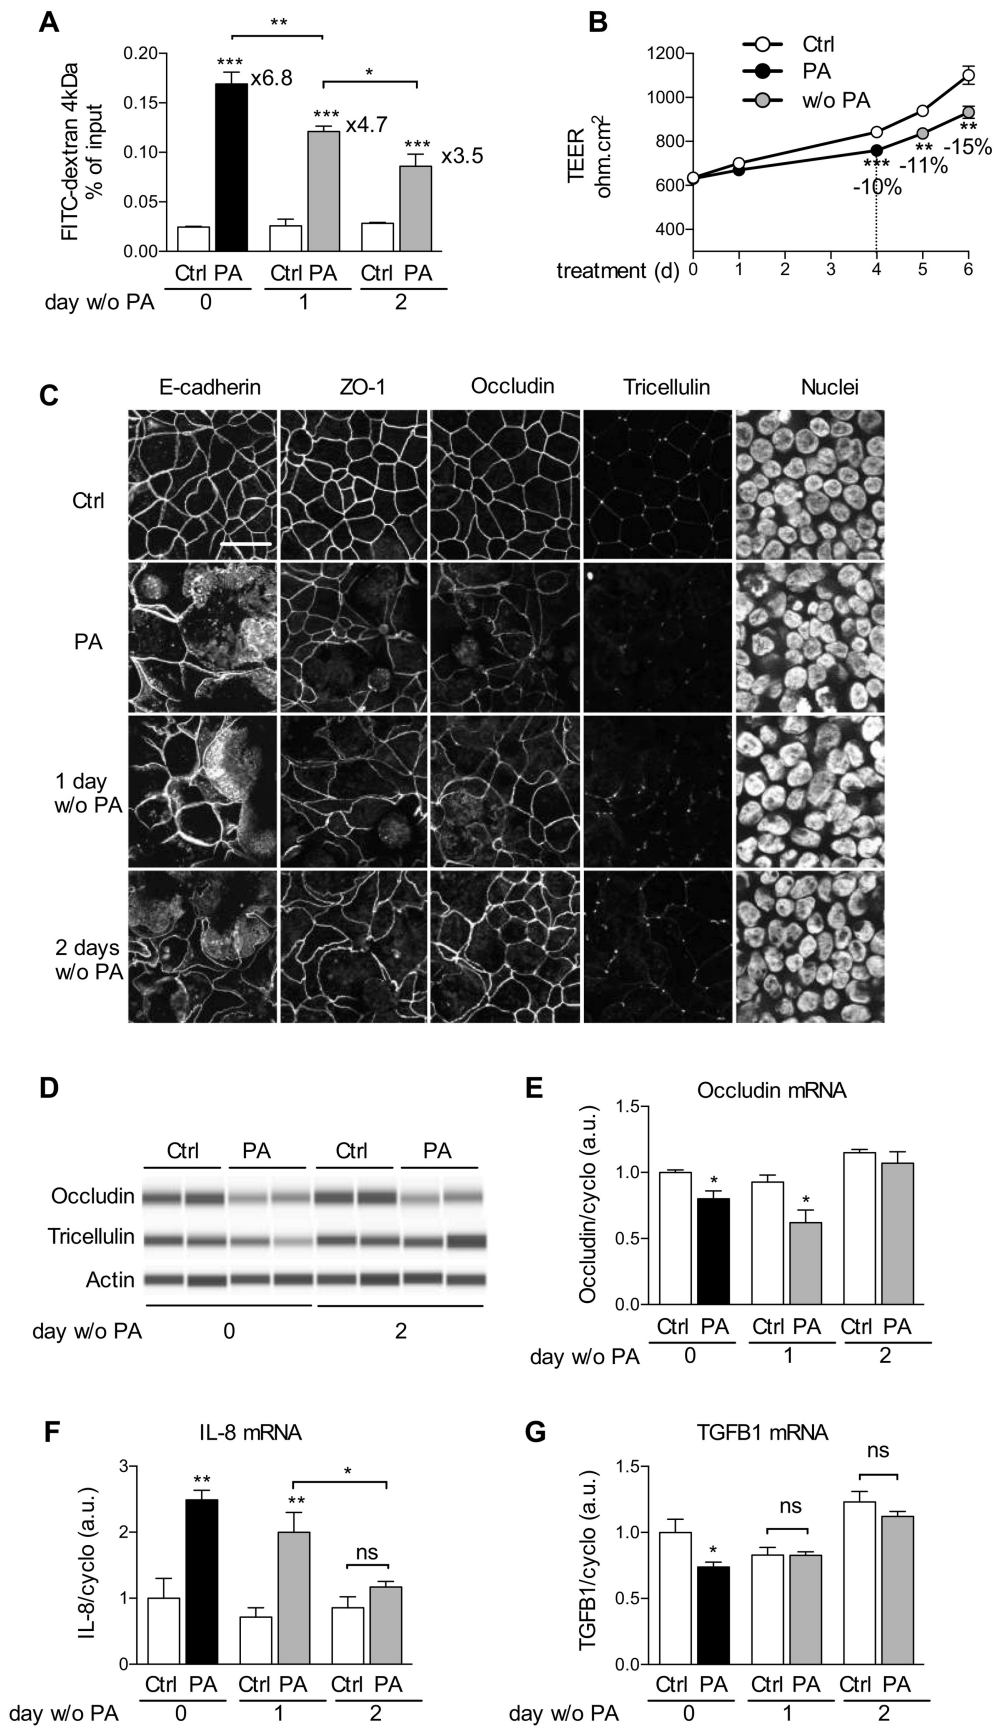 A
FITC-dextran 4kDa
% of input
0.20
0.15
0.10
0.05
0.00
**
*
***
x6.8
***
x4.7
***
x3.5
Ctrl PA Ctrl PA Ctrl PA
day w/o PA 0 1 2
B
Ctrl
PA
w/o PA
TEER
ohm.cm2
1200
1000
800
600
400
***
-10%
**
-11%
**
-15%
treatment (d) 0 1 2 3 4 5 6
C
E-cadherin ZO-1 Occludin Tricellulin Nuclei
Ctrl
PA
1 day
w/o PA
2 days
w/o PA
D
Ctrl PA Ctrl PA
Occludin
Tricellulin
Actin
day w/o PA 0 2
E
Occludin mRNA
Occludin/cyclo (a.u.)
1.5
1.0
0.5
0.0
*
*
Ctrl PA Ctrl PA Ctrl PA
day w/o PA 0 1 2
F
IL-8 mRNA
IL-8/cyclo (a.u.)
3
2
1
0
**
**
*
ns
Ctrl PA Ctrl PA Ctrl PA
day w/o PA 0 1 2
G
TGFB1 mRNA
TGFB1/cyclo (a.u.)
1.5
1.0
0.5
0.0
*
ns
ns
Ctrl PA Ctrl PA Ctrl PA
day w/o PA 0 1 2